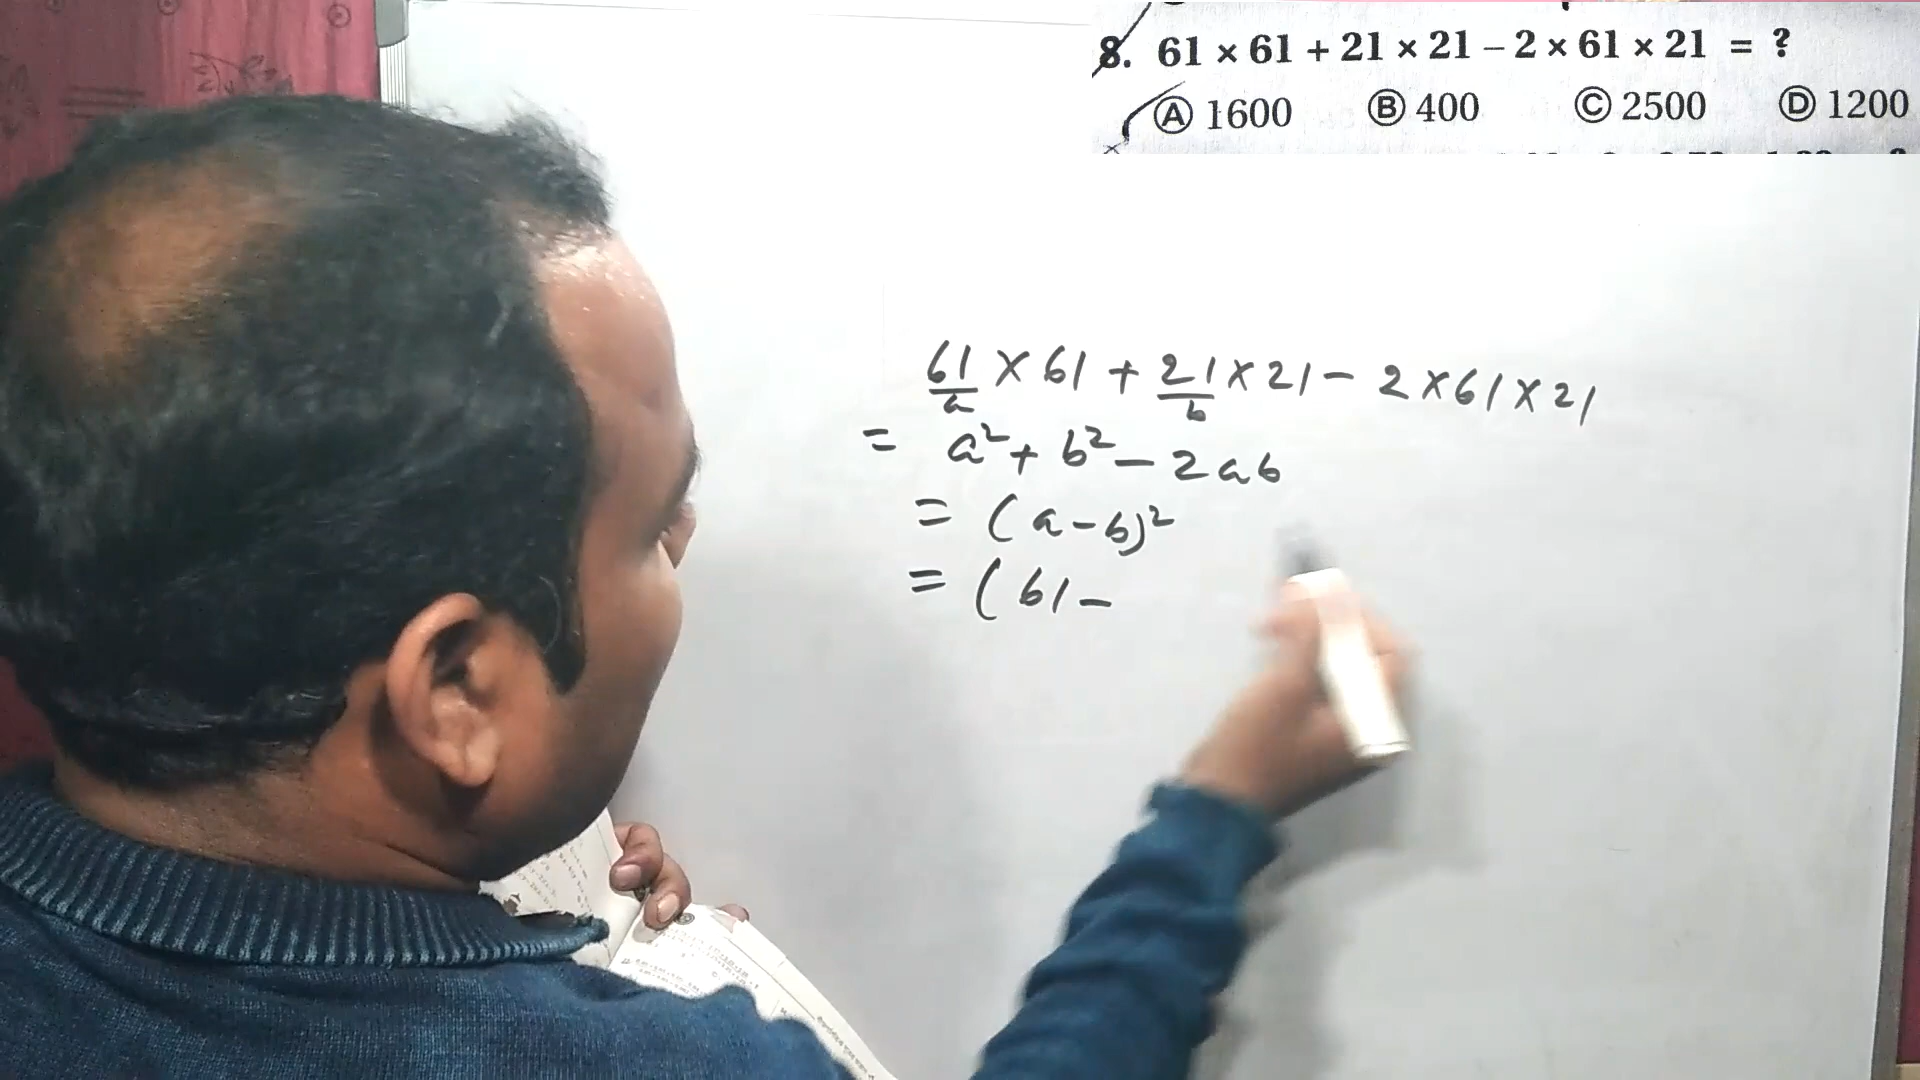 8. 61 × 61 + 21 × 21 – 2 × 61 × 21 = ?
Ⓐ 1600 Ⓑ 400 Ⓒ 2500 Ⓓ 1200
61 × 61 + 21 × 21 – 2 × 61 × 21
a b
= a² + b² – 2ab
= (a – b)²
= (61 –